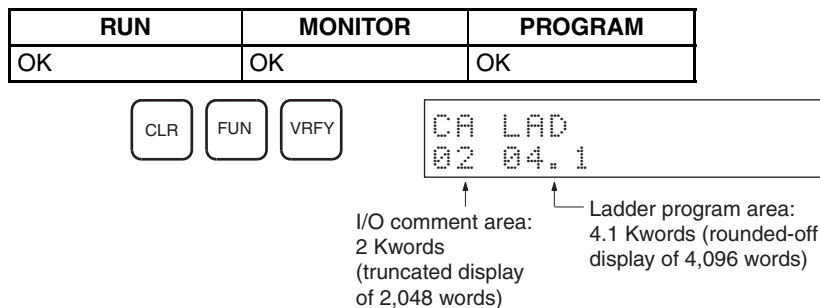 RUN MONITOR PROGRAM
OK OK OK
CLR FUN VRFY
CA LAD
02 04.1
I/O comment area:
2 Kwords
(truncated display
of 2,048 words)
Ladder program area:
4.1 Kwords (rounded-off
display of 4,096 words)